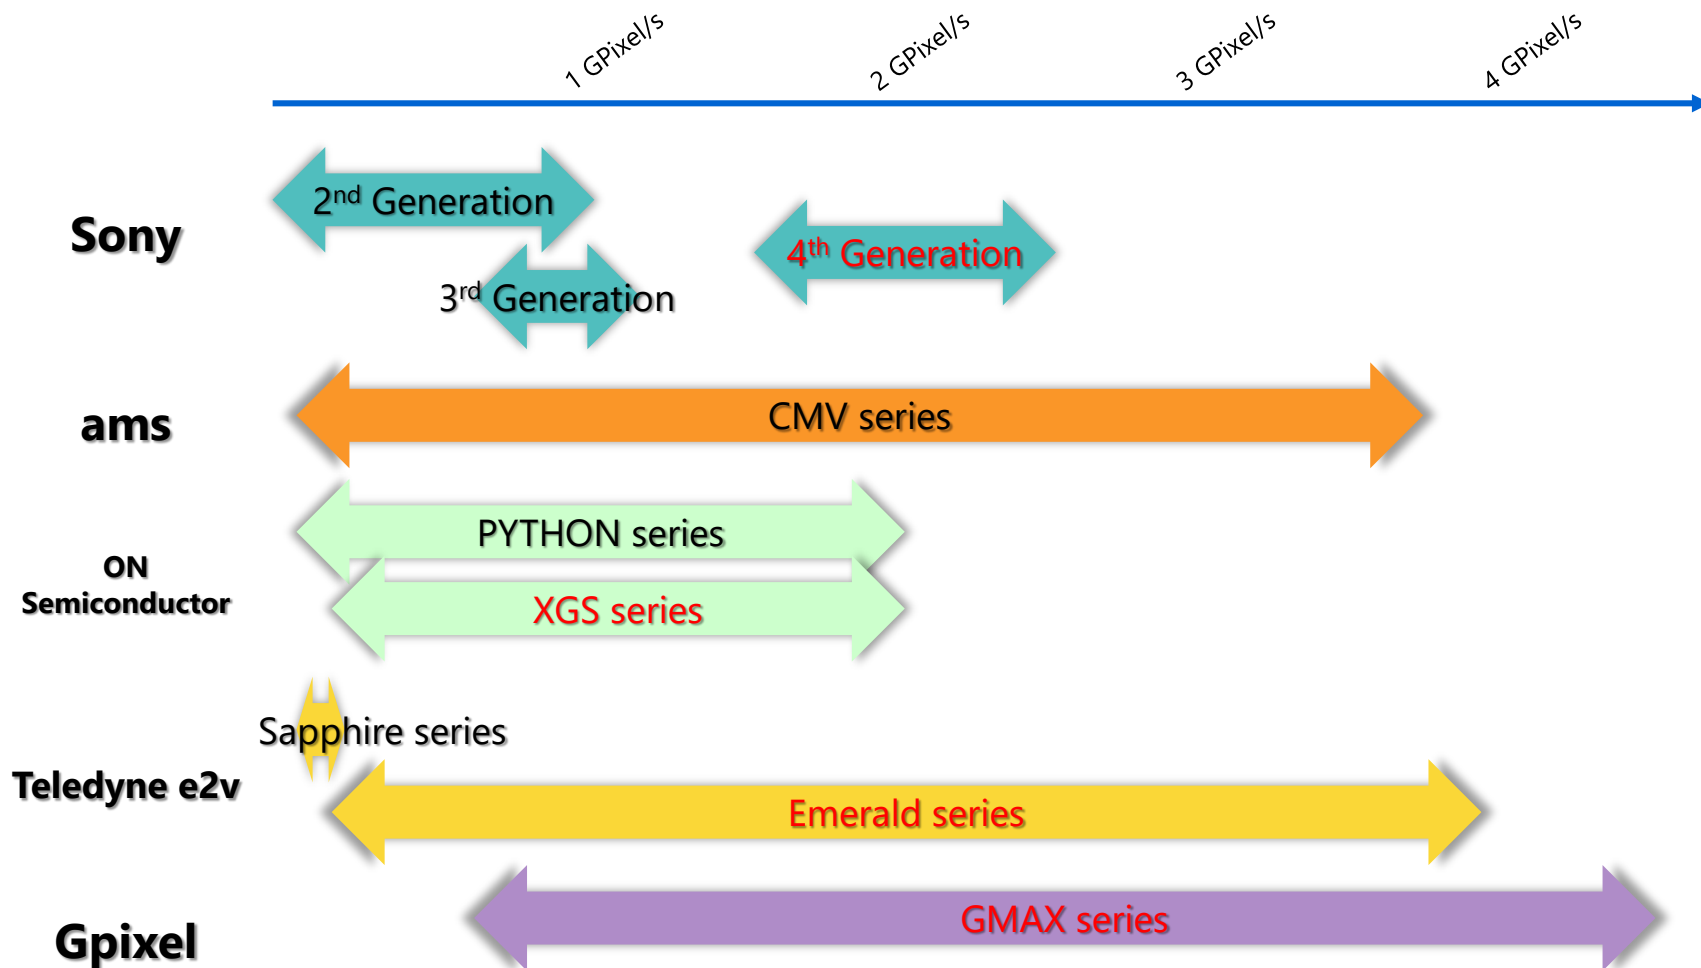 1 GPixel/s
2 GPixel/s
3 GPixel/s
4 GPixel/s
Sony
2nd Generation
4th Generation
3rd Generation
ams
CMV series
ON
Semiconductor
PYTHON series
XGS series
Teledyne e2v
Sapphire series
Emerald series
Gpixel
GMAX series